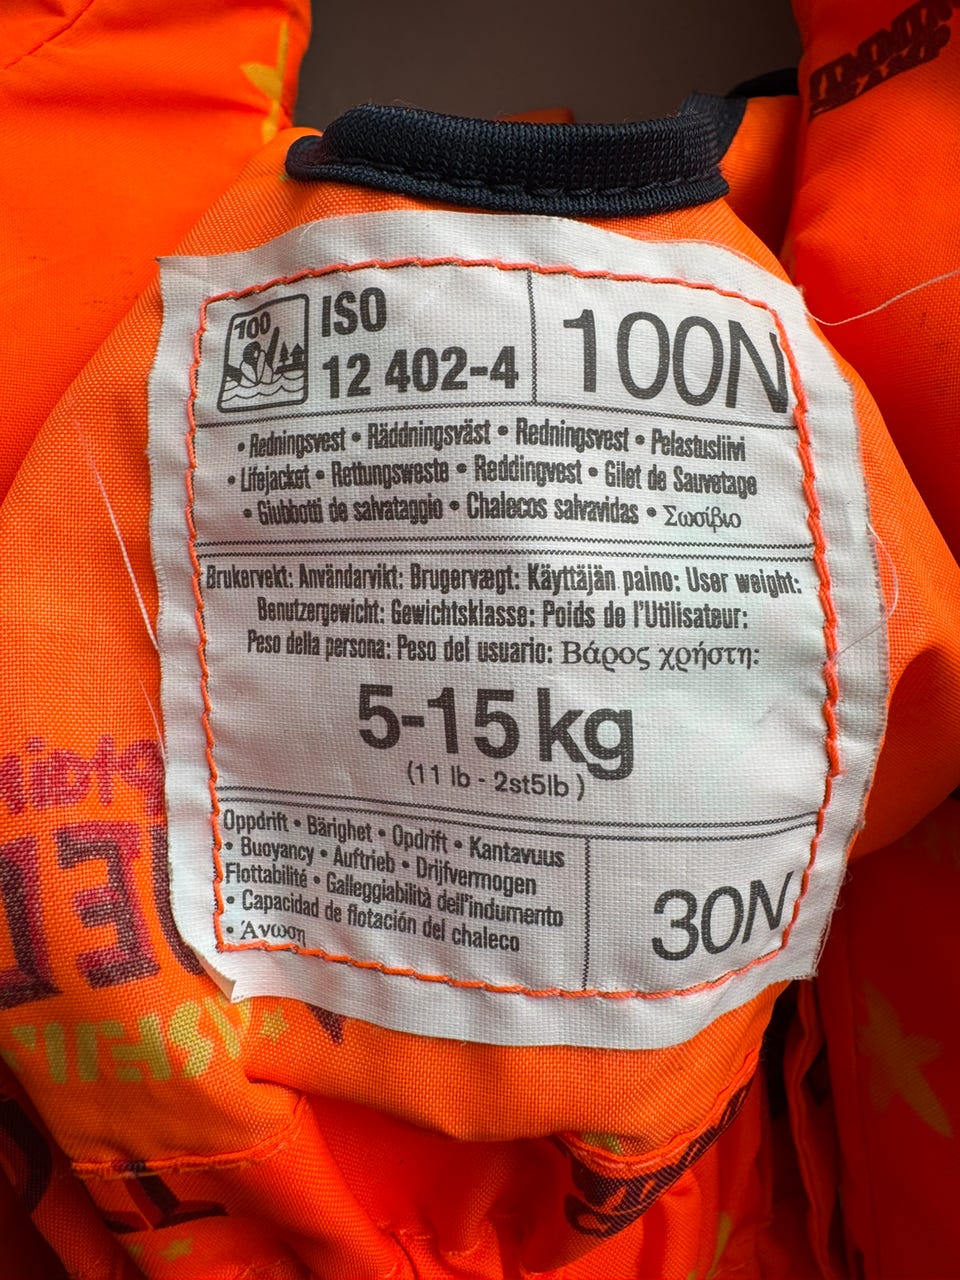 100
ISO
12 402-4
100N
• Redningsvest • Räddningsväst • Redningsvest • Pelastusliivi
• Lifejacket • Rettungsweste • Reddingvest • Gilet de Sauvetage
• Giubbotti de salvataggio • Chalecos salvavidas • Σωσίβιο
Brukervekt: Användarvikt: Brugervægt: Käyttäjän paino: User weight:
Benutzergewicht: Gewichtsklasse: Poids de l'Utilisateur:
Peso della persona: Peso del usuario: Βάρος χρήστη:
5-15 kg
(11 lb - 2st5lb)
Oppdrift • Bärighet • Opdrift • Kantavuus
• Buoyancy • Auftrieb • Drijfvermogen
Flottabilité • Galleggiabilità dell'indumento
• Capacidad de flotación del chaleco
• Άνωση
30N